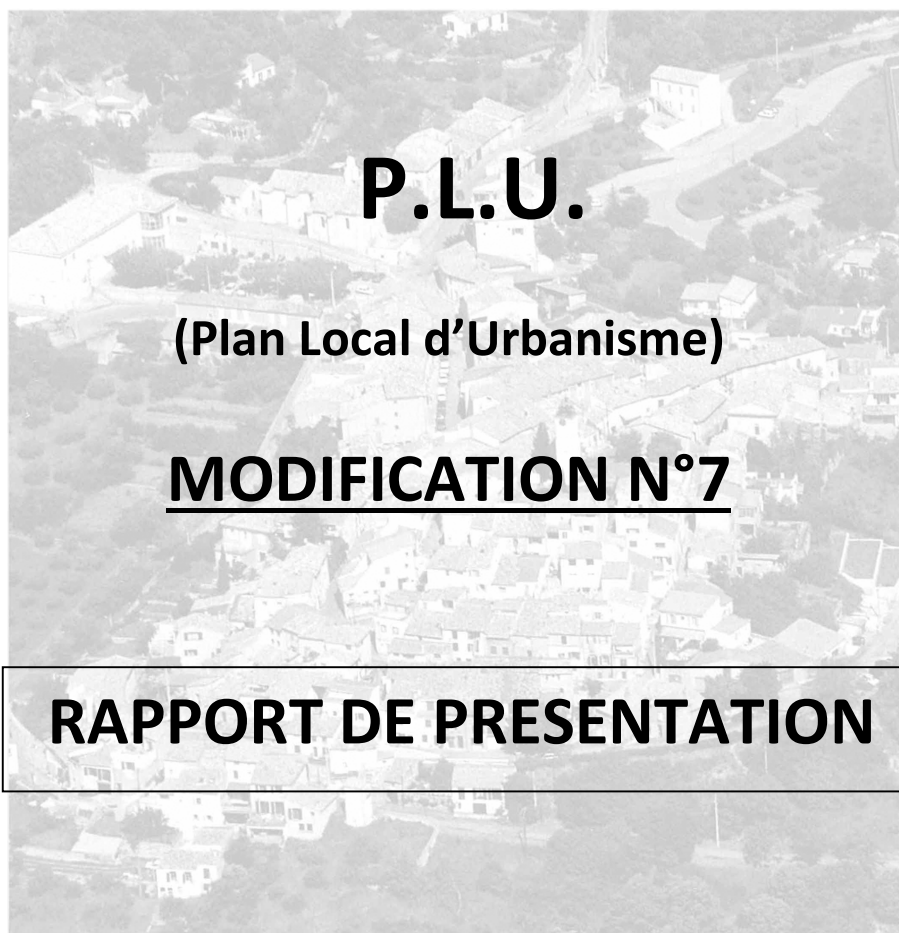 P.L.U.
(Plan Local d’Urbanisme)
MODIFICATION N°7
RAPPORT DE PRESENTATION